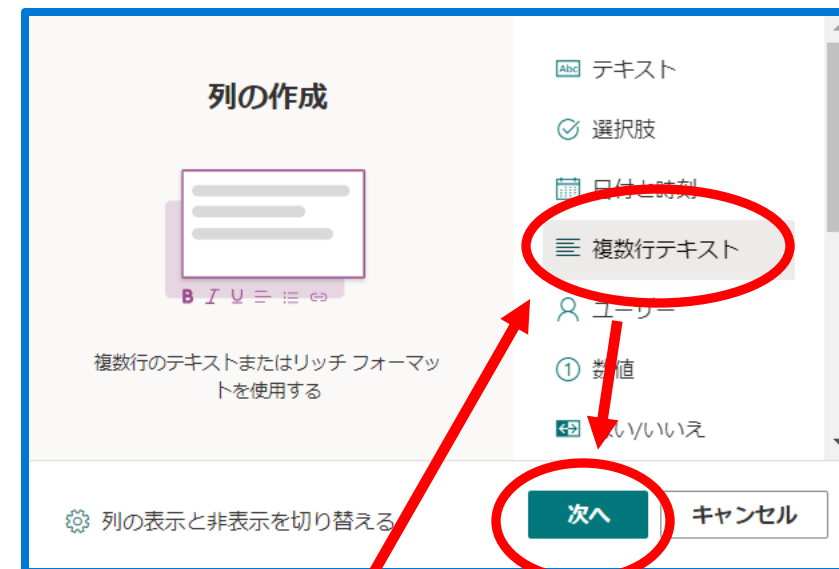 列の作成
複数行のテキストまたはリッチ フォーマッ
トを使用する
Abc テキスト
選択肢
日付と時刻
複数行テキスト
ユーザー
1 数値
はい/いいえ
列の表示と非表示を切り替える
次へ
キャンセル
B I U